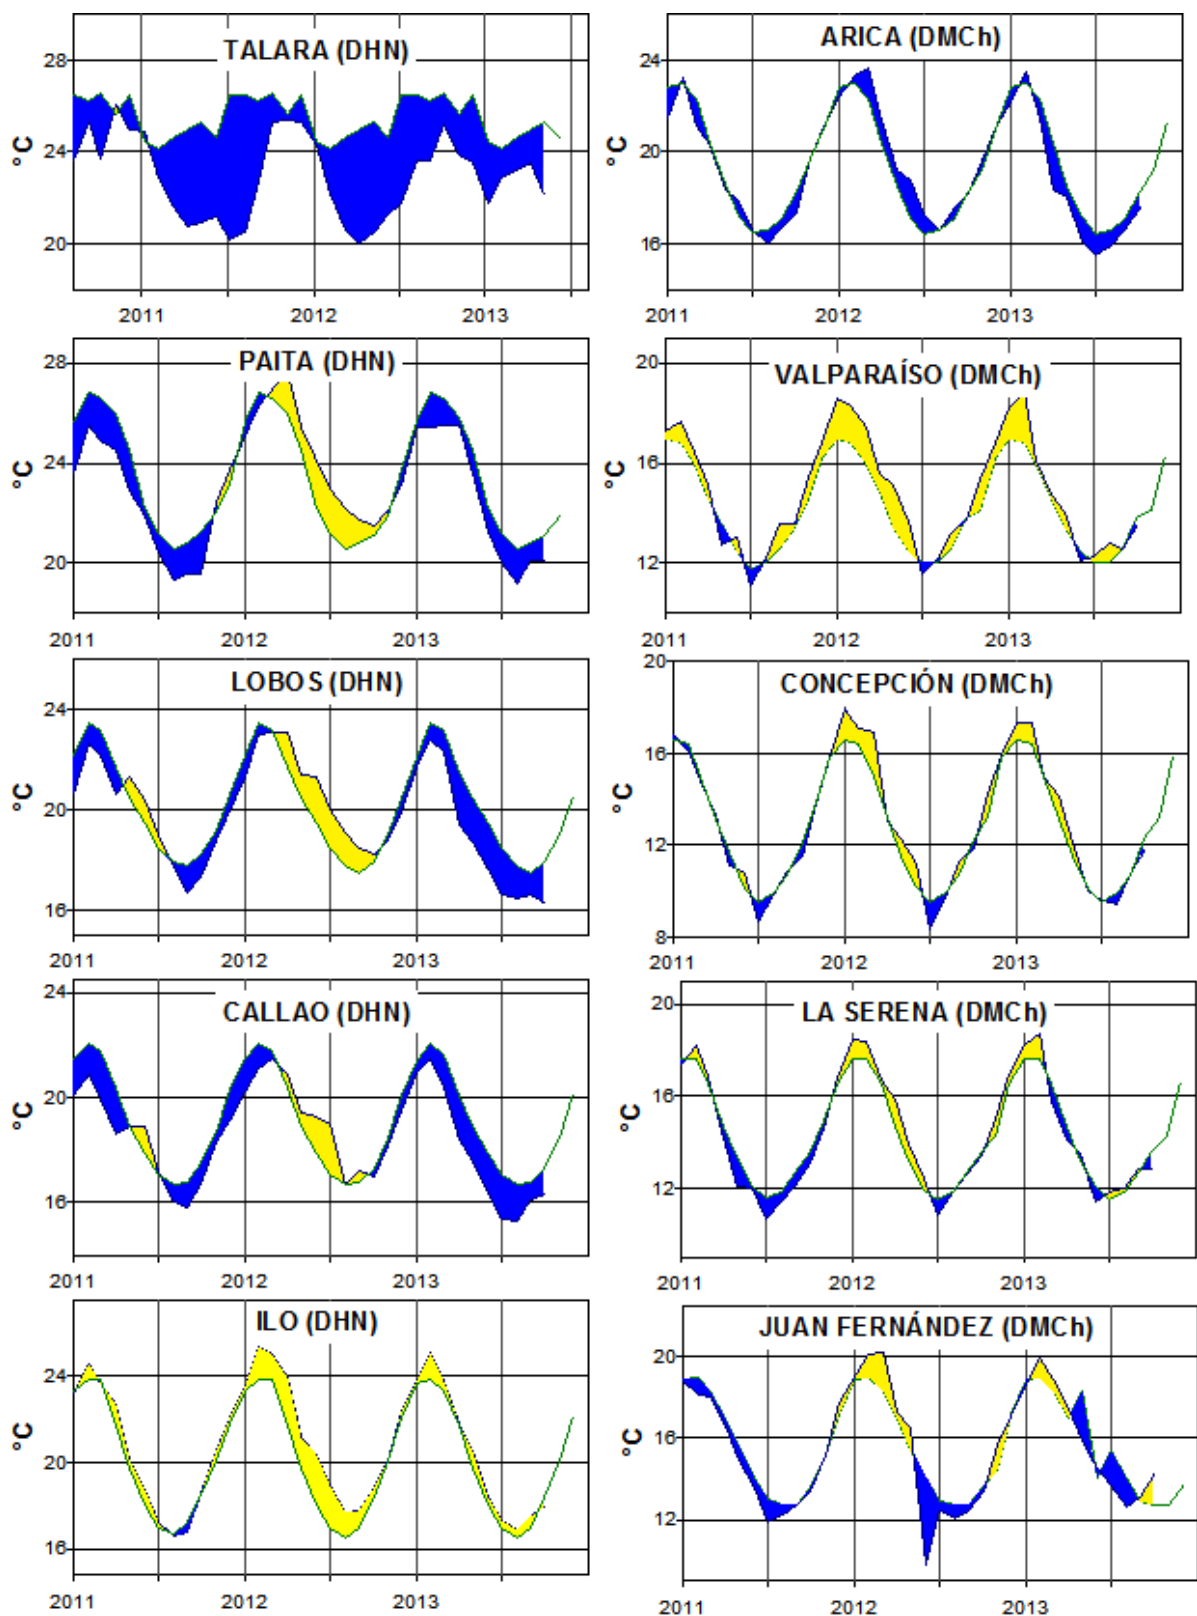 TALARA (DHN)
28
24
20
°C
2011 2012 2013
ARICA (DMCh)
24
20
16
°C
2011 2012 2013
PAITA (DHN)
28
24
20
°C
2011 2012 2013
VALPARAÍSO (DMCh)
20
16
12
°C
2011 2012 2013
LOBOS (DHN)
24
20
16
°C
2011 2012 2013
CONCEPCIÓN (DMCh)
20
16
12
8
°C
2011 2012 2013
CALLAO (DHN)
24
20
16
°C
2011 2012 2013
LA SERENA (DMCh)
20
16
12
°C
2011 2012 2013
ILO (DHN)
24
20
16
°C
2011 2012 2013
JUAN FERNÁNDEZ (DMCh)
20
16
12
°C
2011 2012 2013